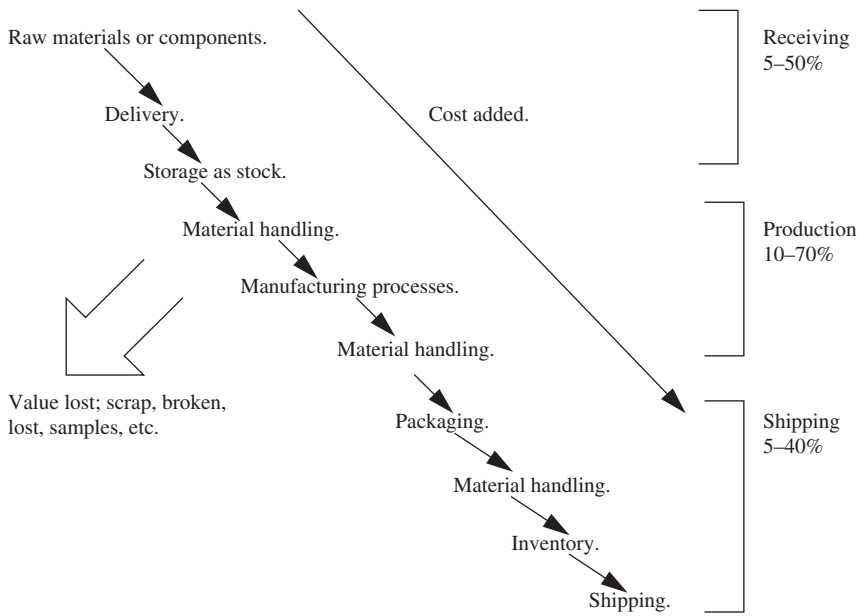 Raw materials or components.
Delivery.
Storage as stock.
Material handling.
Manufacturing processes.
Material handling.
Packaging.
Material handling.
Inventory.
Shipping.
Cost added.
Value lost; scrap, broken,
lost, samples, etc.
Receiving
5–50%
Production
10–70%
Shipping
5–40%